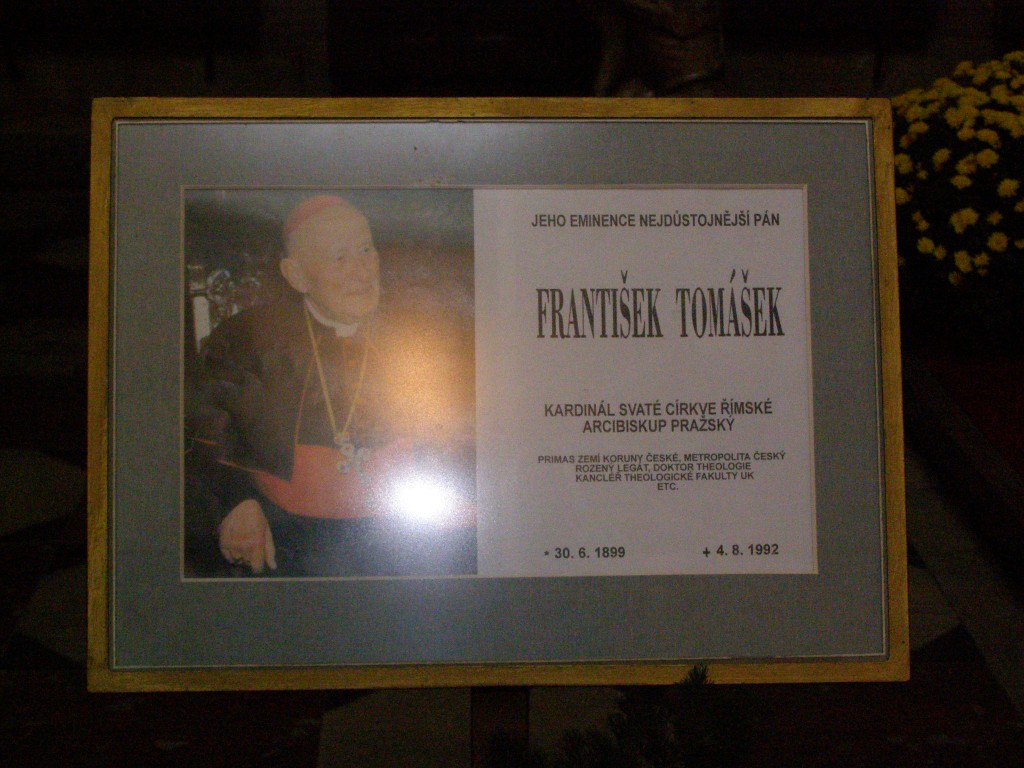 JEHO EMINENCE NEJDŮSTOJNĚJŠÍ PÁN
FRANTIŠEK TOMÁŠEK
KARDINÁL SVATÉ CÍRKVE ŘÍMSKÉ
ARCIBISKUP PRAŽSKÝ
PRIMAS ZEMÍ KORUNY ČESKÉ, METROPOLITA ČESKÝ
ROZENÝ LEGÁT, DOKTOR THEOLOGIE
KANCLÉŘ THEOLOGICKÉ FAKULTY UK
ETC.
* 30. 6. 1899 + 4. 8. 1992